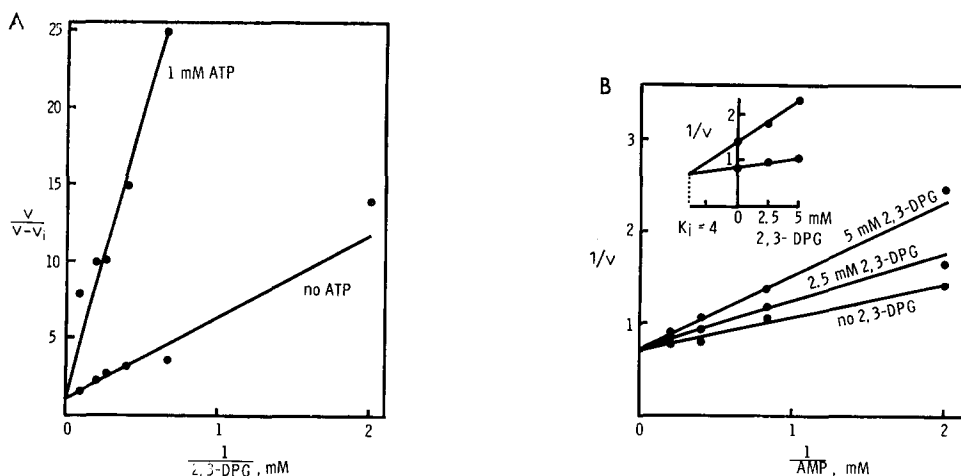 A
25
20
15
10
5
V
V-Vi
1 mM ATP
no ATP
0
1
2
1
2,3-DPG , mM
B
3
2
1
1/v
2
1
1/v
0
2.5
5 mM
Ki = 4
2,3- DPG
5 mM 2,3-DPG
2.5 mM 2,3-DPG
no 2,3-DPG
0
1
2
1
AMP , mM